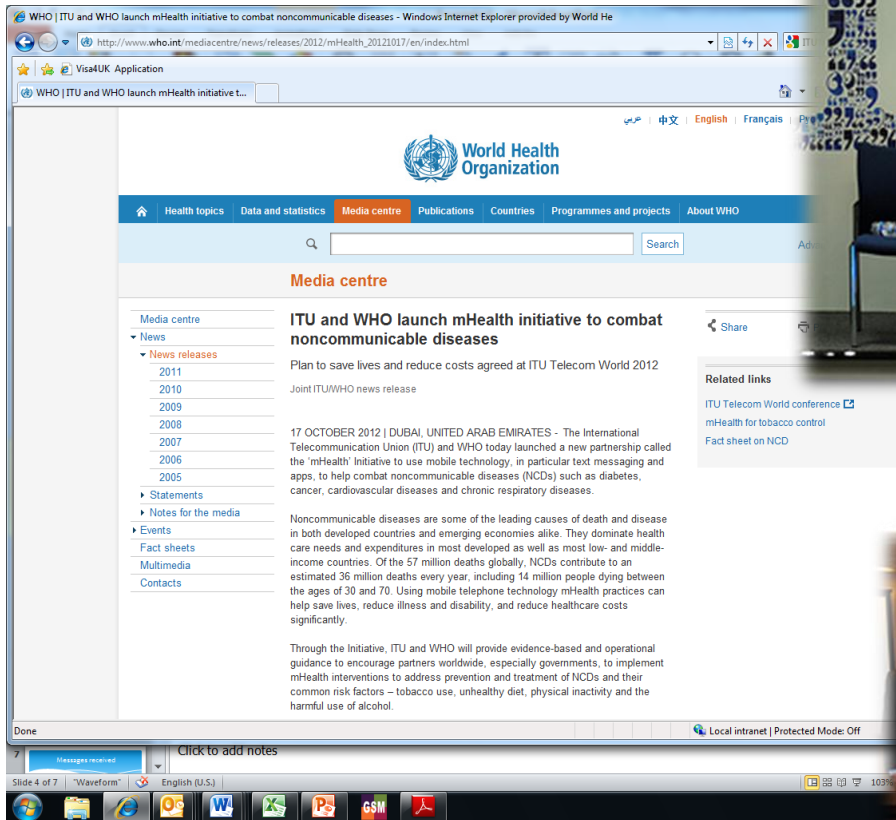 WHO | ITU and WHO launch mHealth initiative to combat noncommunicable diseases - Windows Internet Explorer provided by World He
http://www.who.int/mediacentre/news/releases/2012/mHealth_20121017/en/index.html
Visa4UK Application
WHO | ITU and WHO launch mHealth initiative t...
عربي | 中文 | English | Français
World Health
Organization
Health topics Data and statistics Media centre Publications Countries Programmes and projects About WHO
Search
Media centre
Media centre
News
News releases
2011
2010
2009
2008
2007
2006
2005
Statements
Notes for the media
Events
Fact sheets
Multimedia
Contacts
ITU and WHO launch mHealth initiative to combat
noncommunicable diseases
Plan to save lives and reduce costs agreed at ITU Telecom World 2012
Joint ITU/WHO news release
17 OCTOBER 2012 | DUBAI, UNITED ARAB EMIRATES - The International
Telecommunication Union (ITU) and WHO today launched a new partnership called
the 'mHealth' Initiative to use mobile technology, in particular text messaging and
apps, to help combat noncommunicable diseases (NCDs) such as diabetes,
cancer, cardiovascular diseases and chronic respiratory diseases.
Noncommunicable diseases are some of the leading causes of death and disease
in both developed countries and emerging economies alike. They dominate health
care needs and expenditures in most developed as well as most low- and middle-
income countries. Of the 57 million deaths globally, NCDs contribute to an
estimated 36 million deaths every year, including 14 million people dying between
the ages of 30 and 70. Using mobile telephone technology mHealth practices can
help save lives, reduce illness and disability, and reduce healthcare costs
significantly.
Through the Initiative, ITU and WHO will provide evidence-based and operational
guidance to encourage partners worldwide, especially governments, to implement
mHealth interventions to address prevention and treatment of NCDs and their
common risk factors – tobacco use, unhealthy diet, physical inactivity and the
harmful use of alcohol.
Share
Related links
ITU Telecom World conference
mHealth for tobacco control
Fact sheet on NCD
Done
Local intranet | Protected Mode: Off
7
Messages received
Click to add notes
Slide 4 of 7 "Waveform" English (U.S.) 103%
GSM